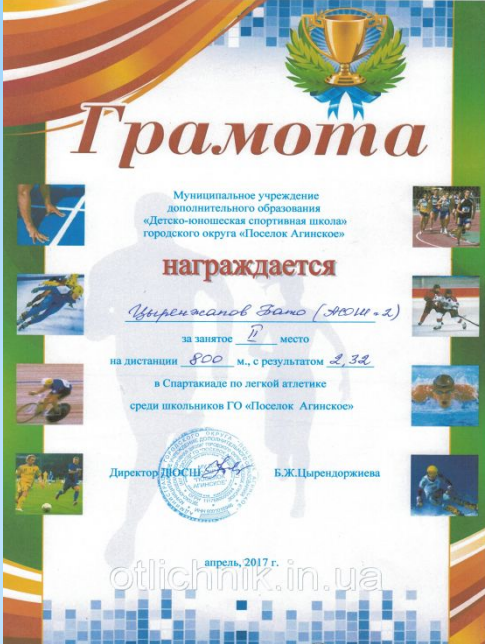 Грамота
Муниципальное учреждение
дополнительного образования
«Детско-юношеская спортивная школа»
городского округа «Поселок Агинское»
награждается
Цыренжапов Бато (АСОШ-2)
за занятое II место
на дистанции 800 м., с результатом 2,32
в Спартакиаде по легкой атлетике
среди школьников ГО «Поселок Агинское»
Директор ДЮСШ Б.Ж.Цырендоржиева
апрель, 2017 г.
otlichnik.in.ua